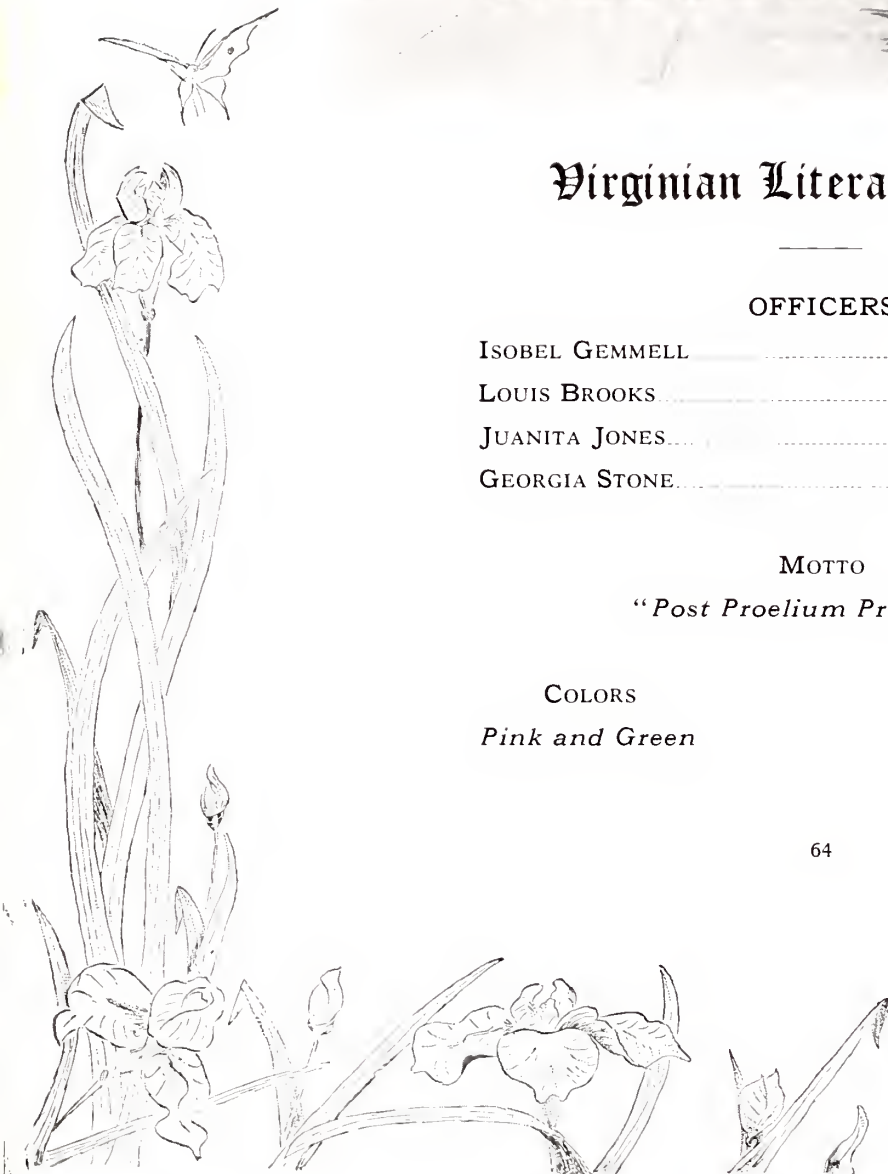 Virginian Litera
OFFICERS
ISOBEL GEMMELL
LOUIS BROOKS
JUANITA JONES
GEORGIA STONE
MOTTO
"Post Proelium Pr
COLORS
Pink and Green
64